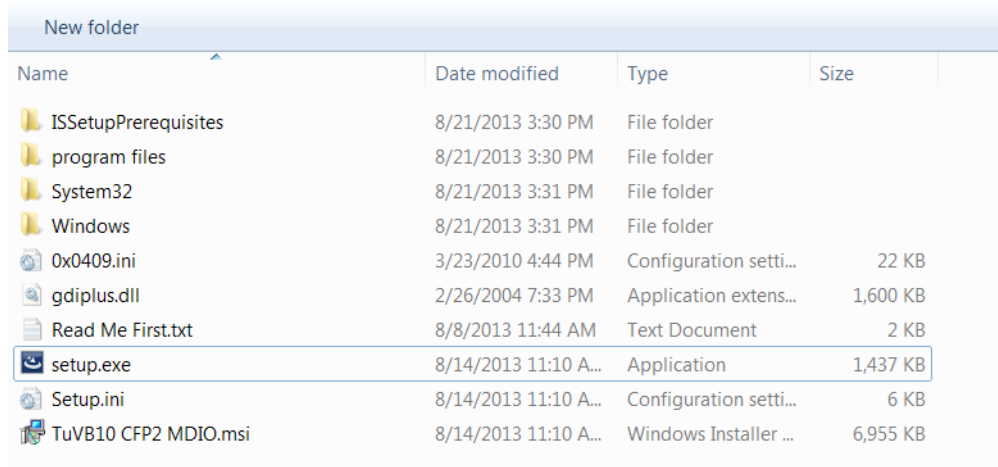 New folder
Name Date modified Type Size
ISSetupPrerequisites 8/21/2013 3:30 PM File folder
program files 8/21/2013 3:30 PM File folder
System32 8/21/2013 3:31 PM File folder
Windows 8/21/2013 3:31 PM File folder
0x0409.ini 3/23/2010 4:44 PM Configuration setti... 22 KB
gdiplus.dll 2/26/2004 7:33 PM Application extens... 1,600 KB
Read Me First.txt 8/8/2013 11:44 AM Text Document 2 KB
setup.exe 8/14/2013 11:10 A... Application 1,437 KB
Setup.ini 8/14/2013 11:10 A... Configuration setti... 6 KB
TuVB10 CFP2 MDIO.msi 8/14/2013 11:10 A... Windows Installer ... 6,955 KB